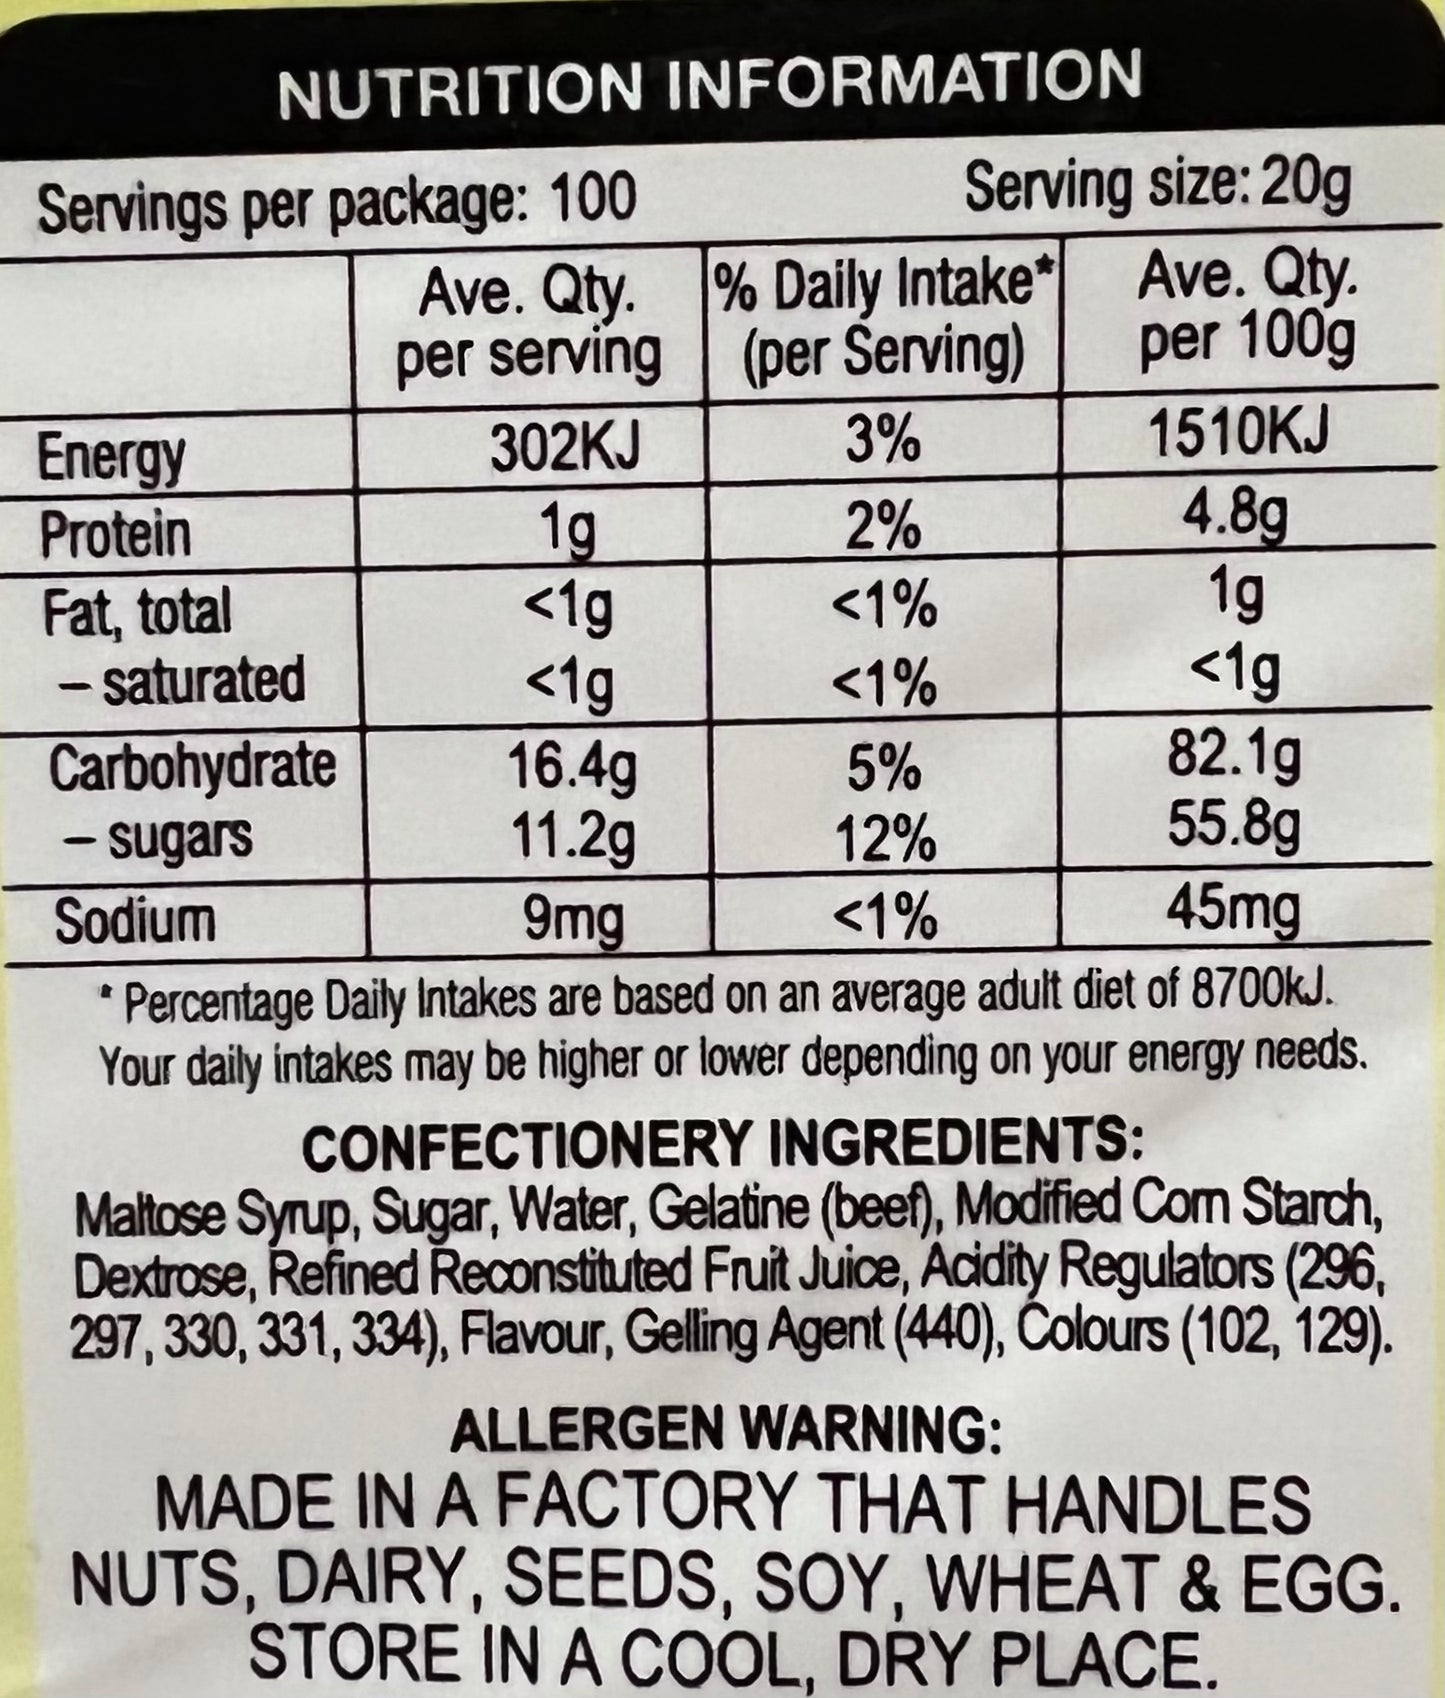 NUTRITION INFORMATION
Servings per package: 100 Serving size: 20g
Ave. Qty. % Daily Intake* Ave. Qty.
per serving (per Serving) per 100g
Energy 302KJ 3% 1510KJ
Protein 1g 2% 4.8g
Fat, total <1g <1% 1g
– saturated <1g <1% <1g
Carbohydrate 16.4g 5% 82.1g
– sugars 11.2g 12% 55.8g
Sodium 9mg <1% 45mg
* Percentage Daily Intakes are based on an average adult diet of 8700kJ.
Your daily intakes may be higher or lower depending on your energy needs.
CONFECTIONERY INGREDIENTS:
Maltose Syrup, Sugar, Water, Gelatine (beef), Modified Corn Starch,
Dextrose, Refined Reconstituted Fruit Juice, Acidity Regulators (296,
297, 330, 331, 334), Flavour, Gelling Agent (440), Colours (102, 129).
ALLERGEN WARNING:
MADE IN A FACTORY THAT HANDLES
NUTS, DAIRY, SEEDS, SOY, WHEAT & EGG.
STORE IN A COOL, DRY PLACE.